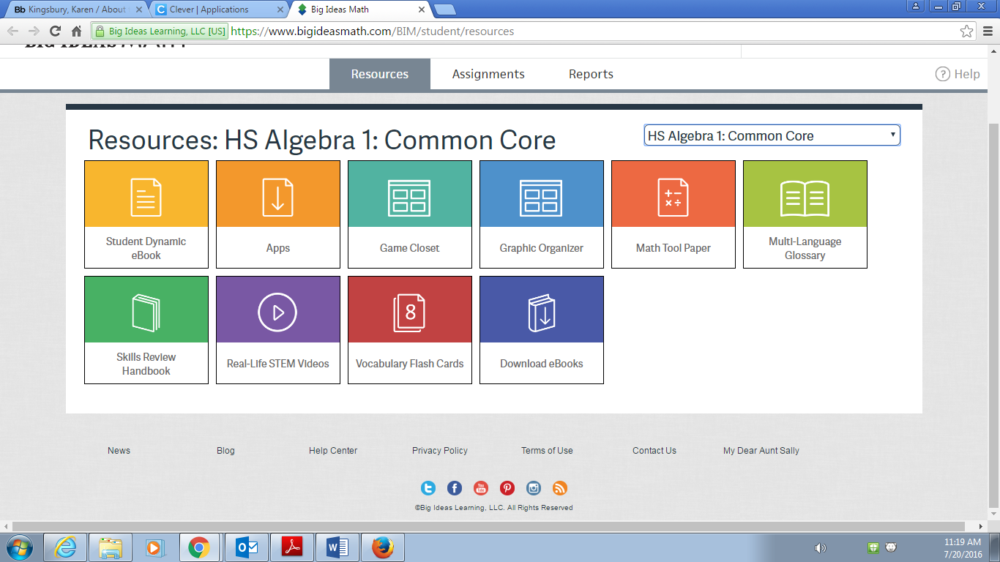 Bb Kingsbury, Karen / About
Clever | Applications
Big Ideas Math
Big Ideas Learning, LLC [US] https://www.bigideasmath.com/BIM/student/resources
BIG IDEAS MATH
Resources Assignments Reports ? Help
Resources: HS Algebra 1: Common Core
HS Algebra 1: Common Core
Student Dynamic
eBook
Apps
Game Closet
Graphic Organizer
Math Tool Paper
Multi-Language
Glossary
Skills Review
Handbook
Real-Life STEM Videos
8
Vocabulary Flash Cards
Download eBooks
News Blog Help Center Privacy Policy Terms of Use Contact Us My Dear Aunt Sally
©Big Ideas Learning, LLC. All Rights Reserved
11:19 AM
7/20/2016